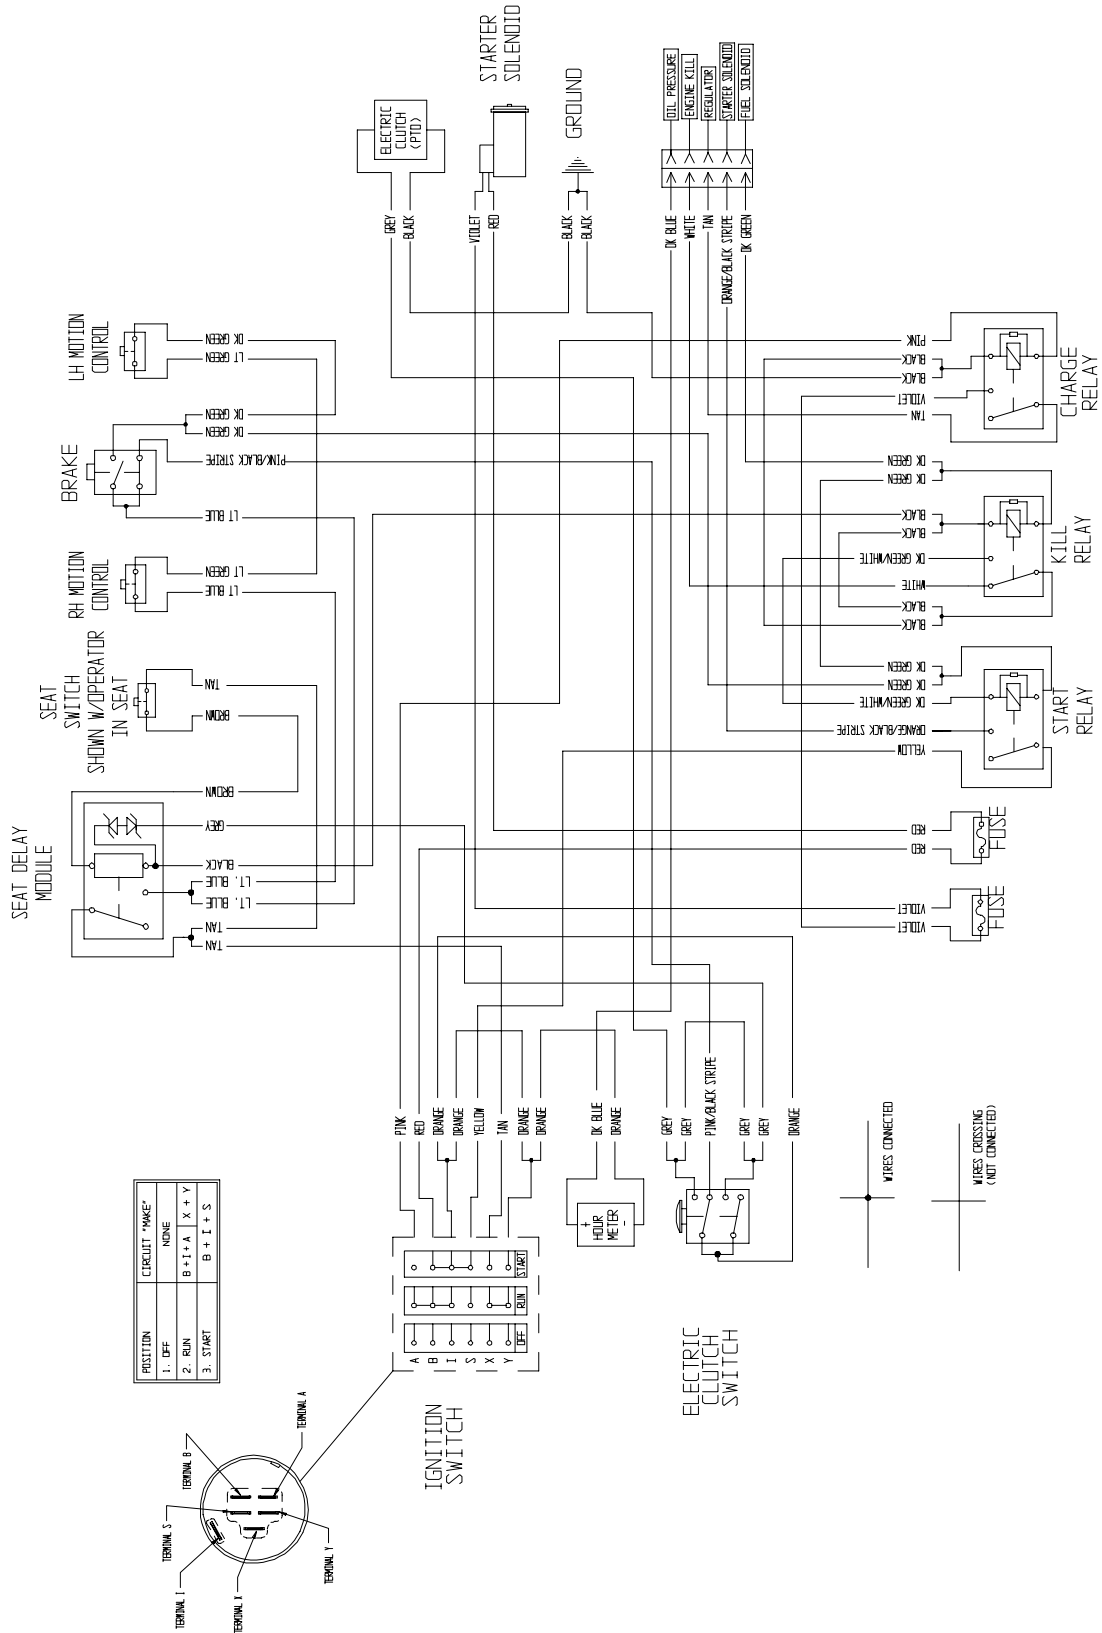 STARTER
SOLENOID
ELECTRIC
CLUTCH
(PTO)
GROUND
OIL PRESSURE
ENGINE KILL
REGULATOR
STARTER SOLENOID
FUEL SOLENOID
GREY
BLACK
VIOLET
RED
BLACK
BLACK
DK BLUE
WHITE
TAN
ORANGE/BLACK STRIPE
DK GREEN
LH MOTION
CONTROL
DK GREEN
LT GREEN
BRAKE
DK GREEN
DK GREEN
PINK/BLACK STRIPE
LT BLUE
RH MOTION
CONTROL
LT GREEN
LT BLUE
SEAT
SWITCH
SHOWN W/OPERATOR
IN SEAT
TAN
BROWN
SEAT DELAY
MODULE
BROWN
GREY
BLACK
LT. BLUE
LT. BLUE
TAN
TAN
PINK
BLACK
BLACK
VIOLET
TAN
CHARGE
RELAY
DK GREEN
DK GREEN
BLACK
BLACK
DK GREEN/WHITE
WHITE
BLACK
BLACK
KILL
RELAY
DK GREEN
DK GREEN
DK GREEN/WHITE
ORANGE/BLACK STRIPE
YELLOW
START
RELAY
RED
RED
FUSE
VIOLET
VIOLET
FUSE
PINK
RED
ORANGE
ORANGE
YELLOW
TAN
ORANGE
ORANGE
DK BLUE
ORANGE
GREY
GREY
PINK/BLACK STRIPE
GREY
GREY
ORANGE
+
HOUR
METER
-
START
RUN
OFF
A
B
I
S
X
Y
IGNITION
SWITCH
ELECTRIC
CLUTCH
SWITCH
WIRES CONNECTED
WIRES CROSSING
(NOT CONNECTED)
POSITION CIRCUIT "MAKE"
1. OFF NONE
2. RUN B+I+A X + Y
3. START B + I + S
TERMINAL A
TERMINAL B
TERMINAL S
TERMINAL I
TERMINAL X
TERMINAL Y